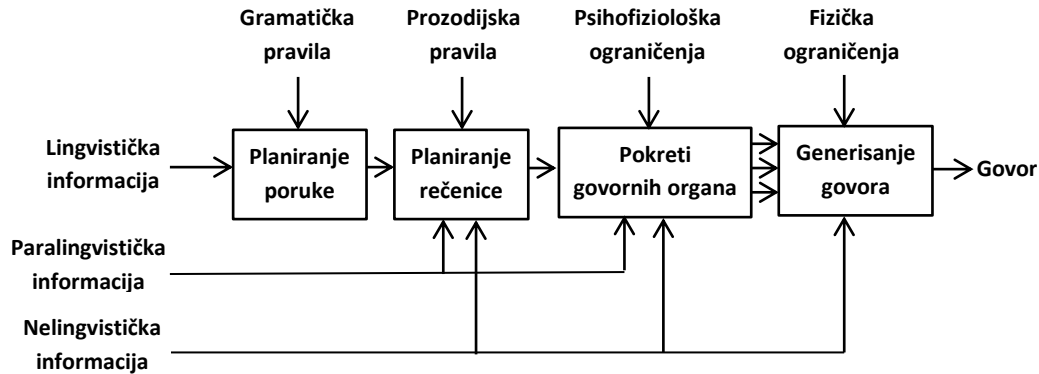 Gramatička
pravila
Prozodijska
pravila
Psihofiziološka
ograničenja
Fizička
ograničenja
Lingvistička
informacija
Planiranje
poruke
Planiranje
rečenice
Pokreti
govornih organa
Generisanje
govora
Govor
Paralingvistička
informacija
Nelingvistička
informacija